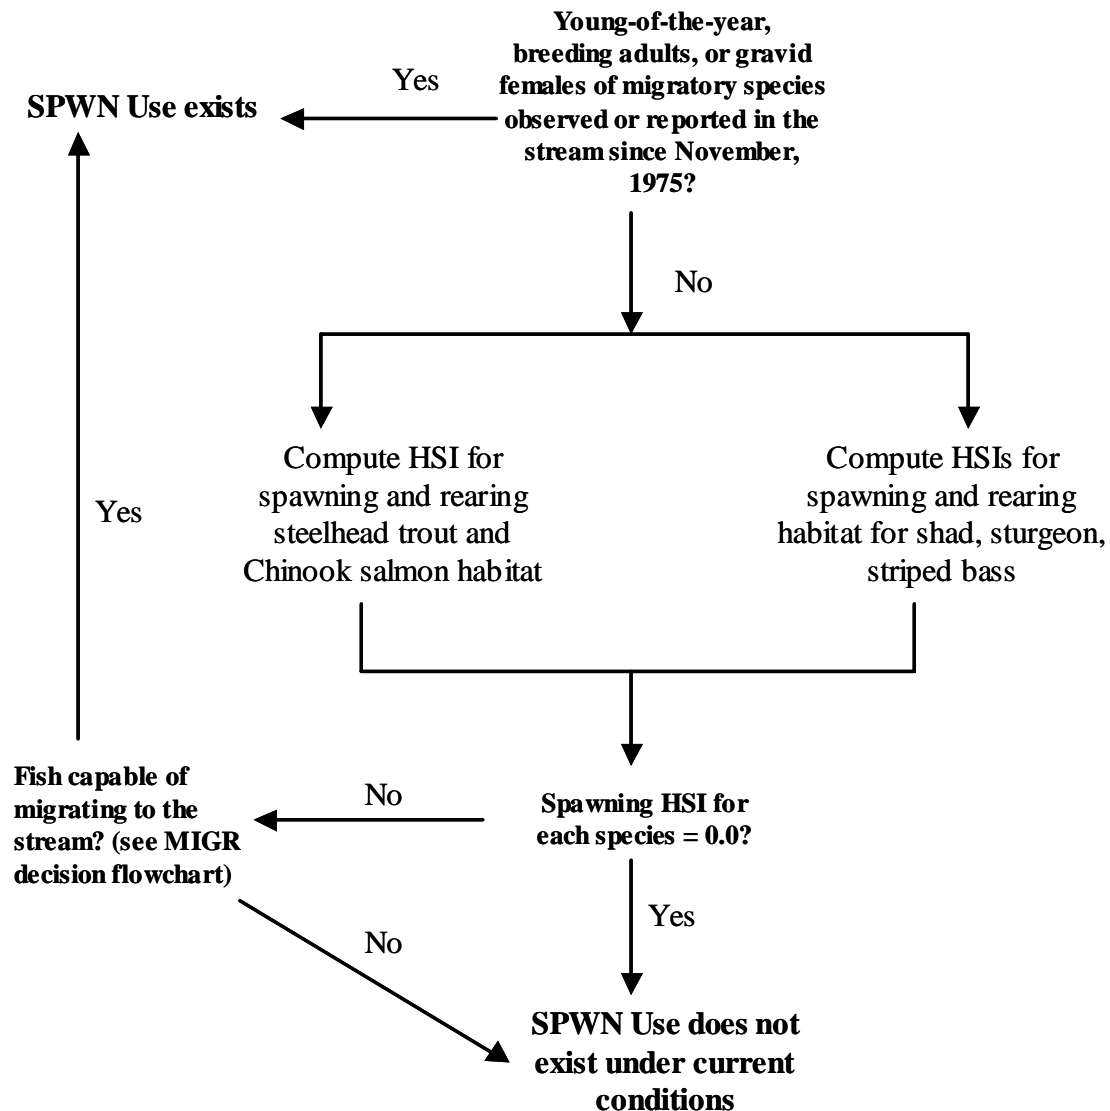 Young-of-the-year,
breeding adults, or gravid
females of migratory species
observed or reported in the
stream since November,
1975?
Yes
SPWN Use exists
No
Compute HSI for
spawning and rearing
steelhead trout and
Chinook salmon habitat
Compute HSIs for
spawning and rearing
habitat for shad, sturgeon,
striped bass
Yes
Fish capable of
migrating to the
stream? (see MIGR
decision flowchart)
No
Spawning HSI for
each species = 0.0?
Yes
No
SPWN Use does not
exist under current
conditions